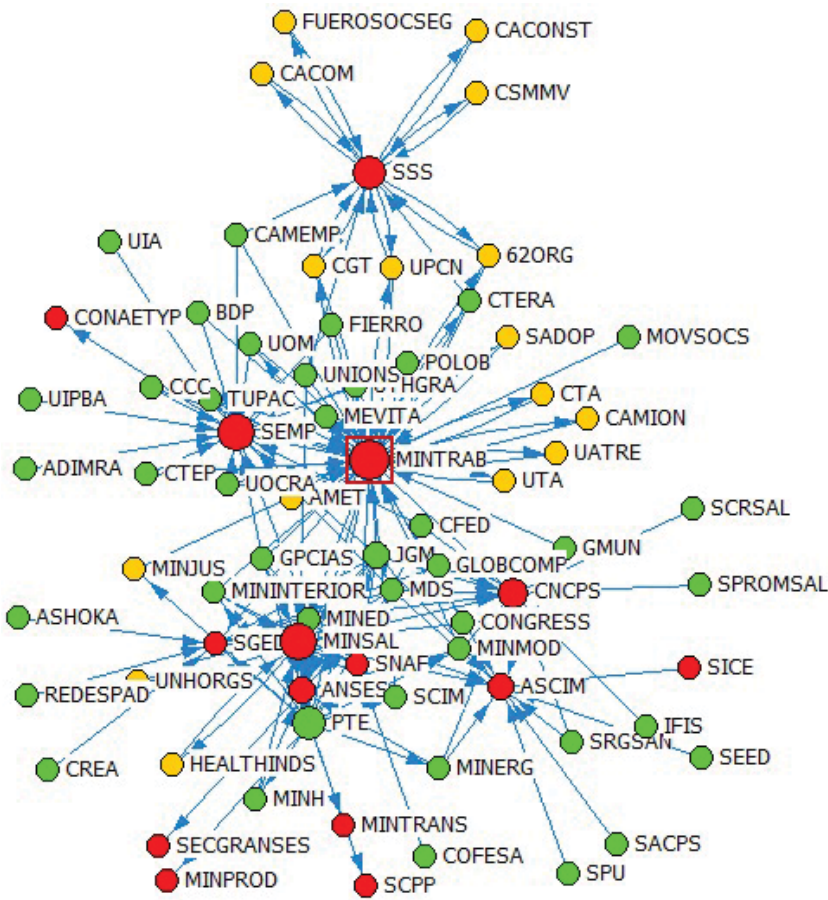 FUEROSOCSEG
CACONST
CACOM
CSMMV
SSS
CAMEMP
UIA
CGT
UPCN
62ORG
CTERA
CONAETYP
BDP
FIERRO
UOM
SADOP
MOVSOCS
POLOB
UNIONS
HGRA
CCC
TUPAC
CTA
UIPBA
MEVITA
CAMION
SEMP
MINTRAB
UATRE
ADIMRA
CTEP
UOCRA
UTA
AMET
SCRSAL
CFED
GPCIAS
JGM
GMUN
GLOBCOMP
MINJUS
MININTERIOR
MDS
CNCPS
SPROMSAL
ASHOKA
MINED
CONGRESS
SGED
MINSAL
MINMOD
SNAF
SICE
UNHORGS
ANSES
ASCIM
REDESPAD
SCIM
PTE
IFIS
SRGSAN
SEED
HEALTHINDS
CREA
MINERG
MINH
MINTRANS
SECGRANSES
COFESA
SACPS
MINPROD
SCPP
SPU